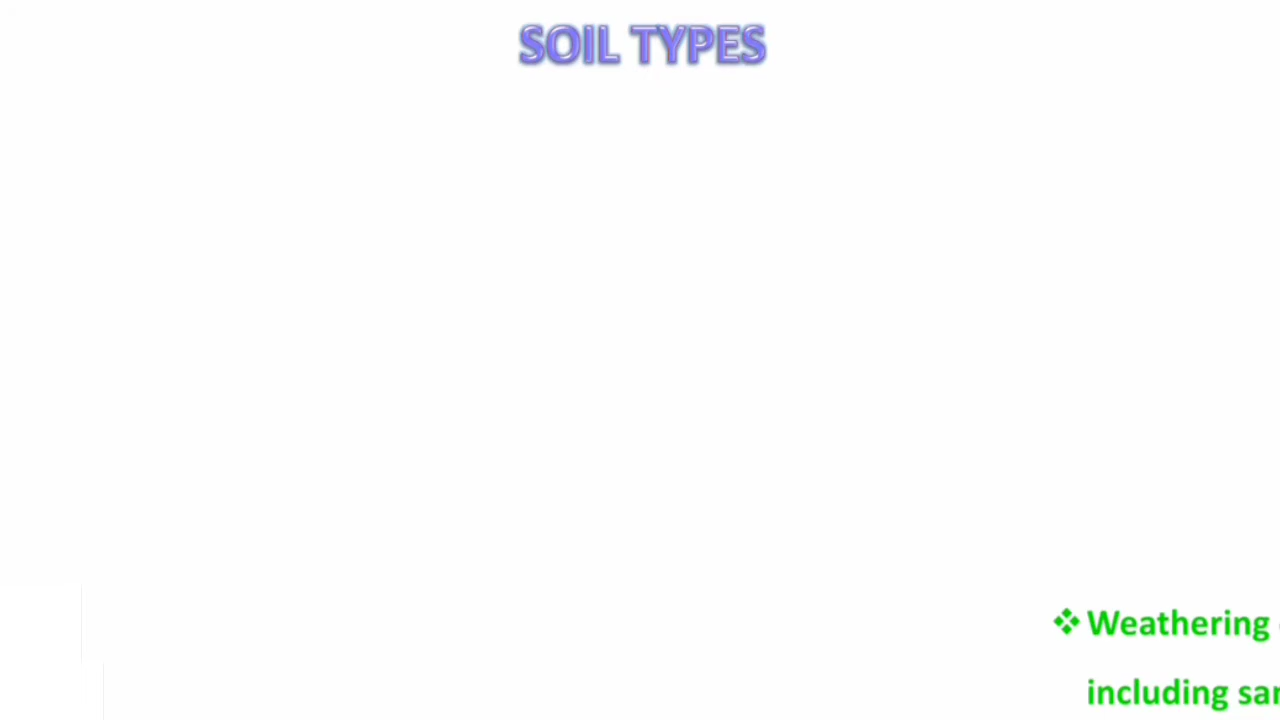 SOIL TYPES
❖ Weathering
including